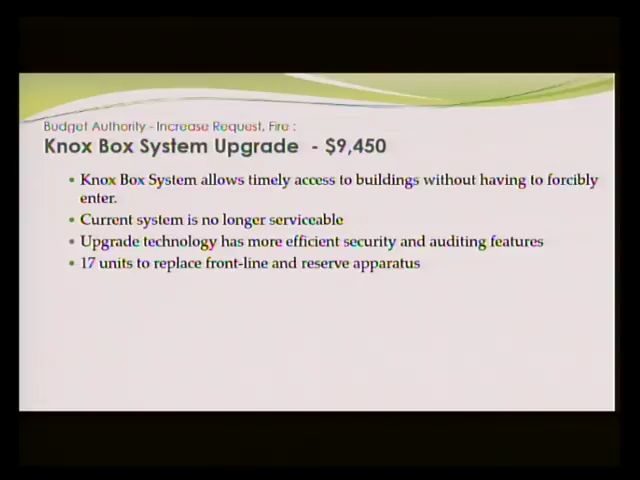 Budget Authority - Increase Request, Fire :
Knox Box System Upgrade - $9,450
• Knox Box System allows timely access to buildings without having to forcibly
enter.
• Current system is no longer serviceable
• Upgrade technology has more efficient security and auditing features
• 17 units to replace front-line and reserve apparatus